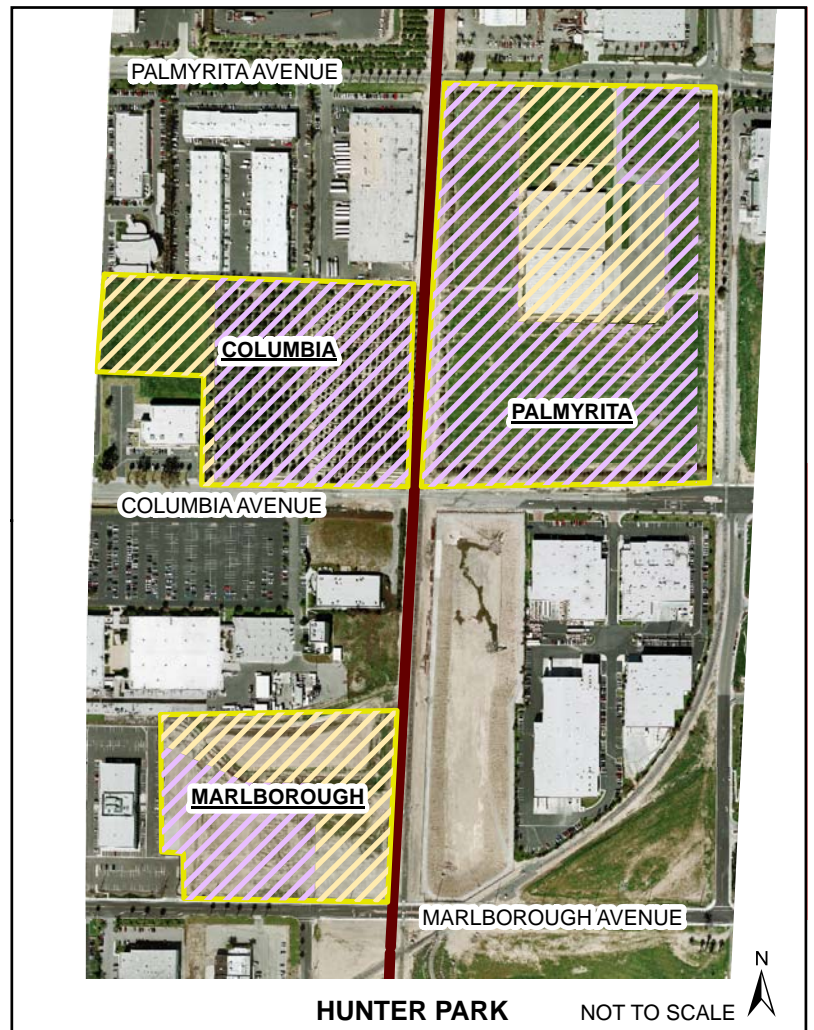 PALMYRITA AVENUE
COLUMBIA
PALMYRITA
COLUMBIA AVENUE
MARLBOROUGH
MARLBOROUGH AVENUE
N
HUNTER PARK
NOT TO SCALE